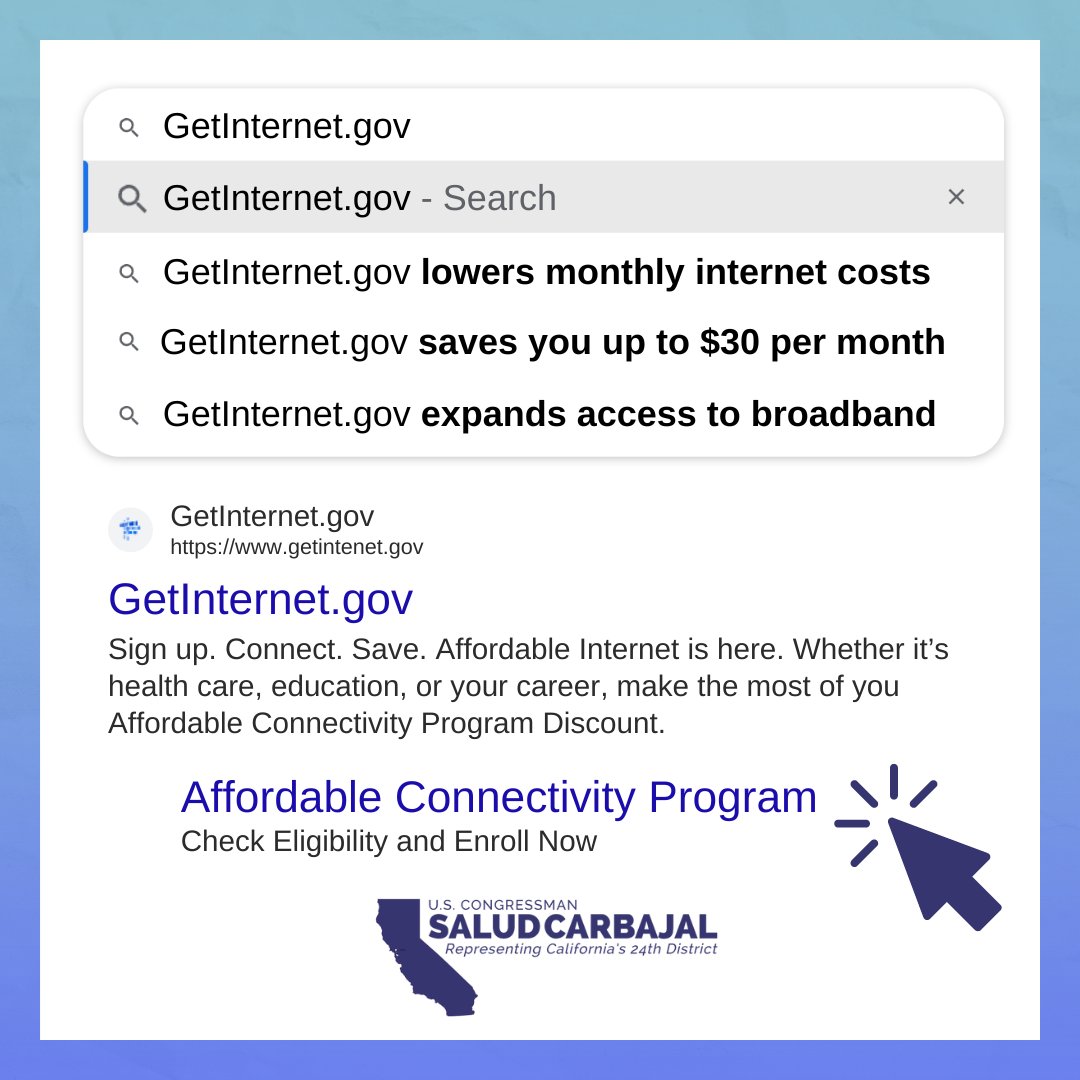 GetInternet.gov
GetInternet.gov - Search
GetInternet.gov lowers monthly internet costs
GetInternet.gov saves you up to $30 per month
GetInternet.gov expands access to broadband
GetInternet.gov
https://www.getintenet.gov
GetInternet.gov
Sign up. Connect. Save. Affordable Internet is here. Whether it’s
health care, education, or your career, make the most of you
Affordable Connectivity Program Discount.
Affordable Connectivity Program
Check Eligibility and Enroll Now
U.S. CONGRESSMAN
SALUD CARBAJAL
Representing California's 24th District